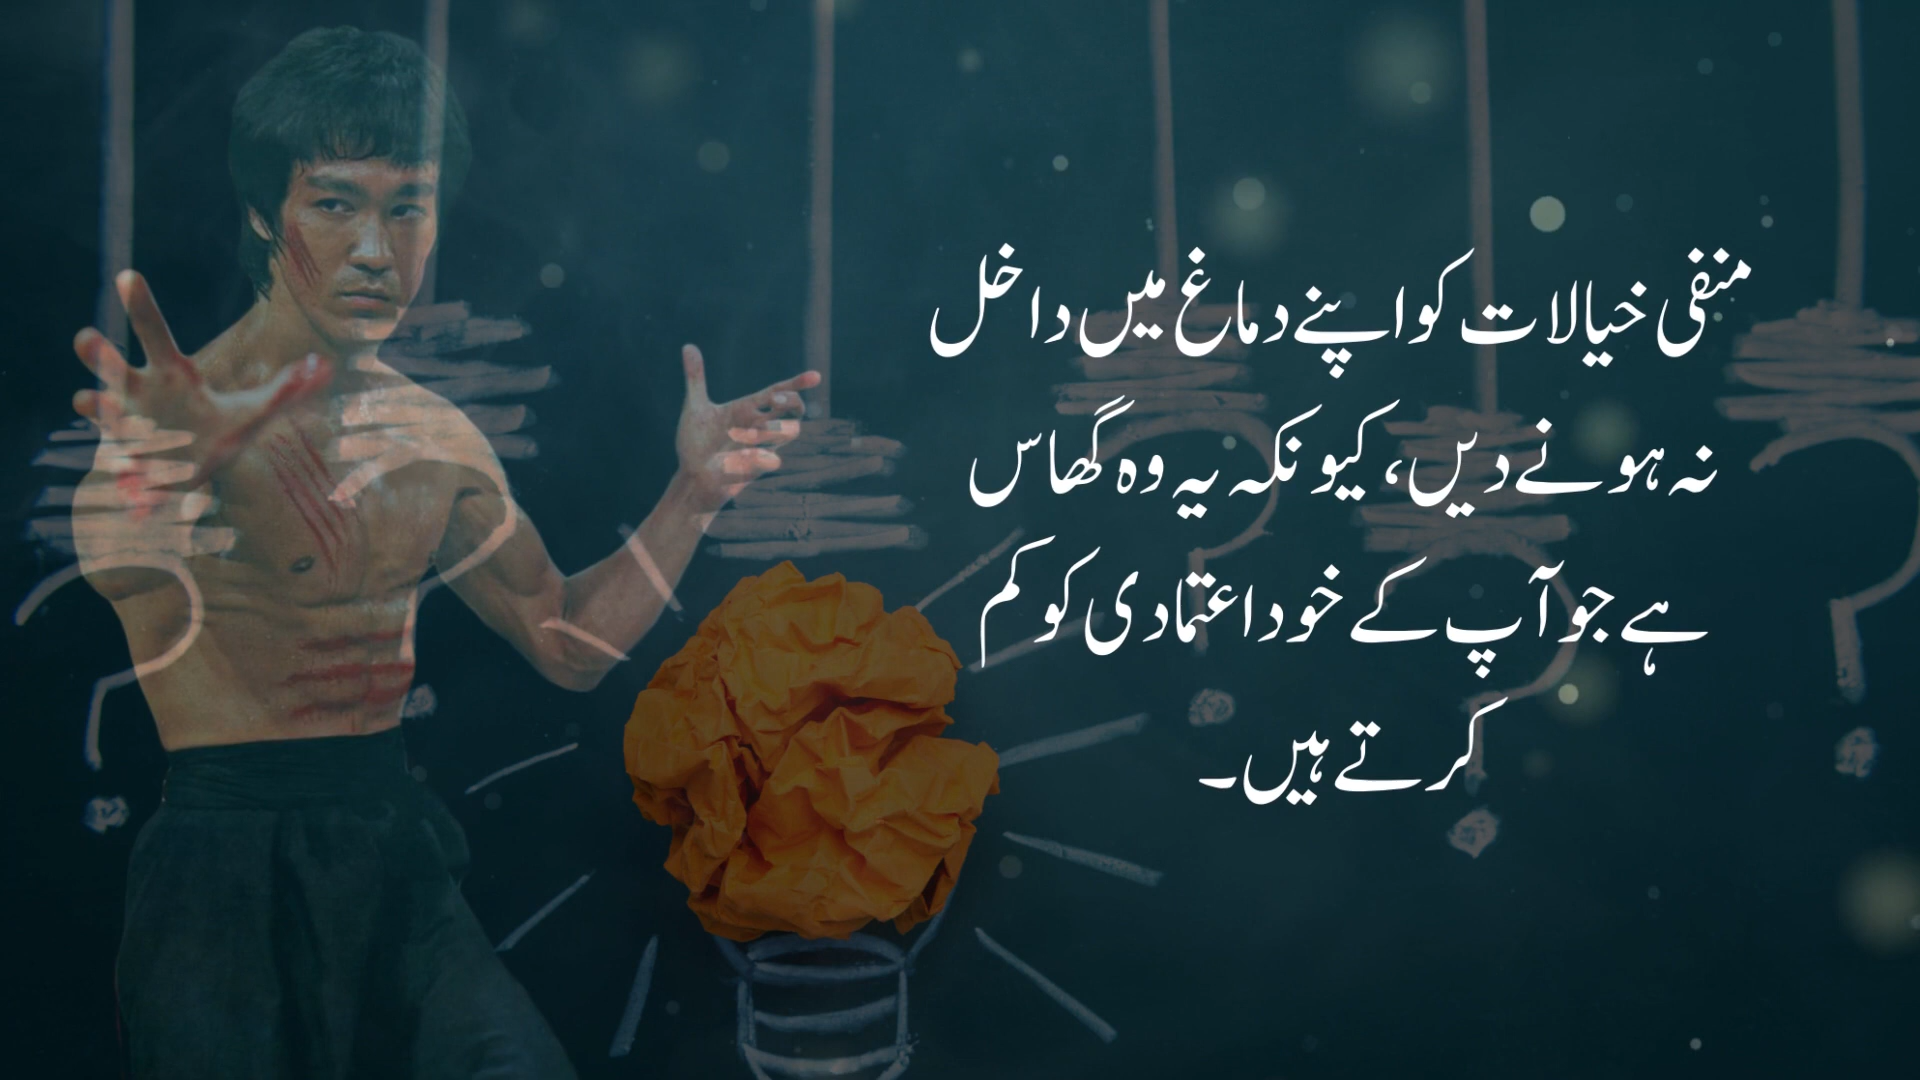 منفی خیالات کو اپنے دماغ میں داخل
نہ ہونے دیں، کیونکہ یہ وہ گھاس
ہے جو آپ کے خود اعتمادی کو کم
کرتے ہیں۔